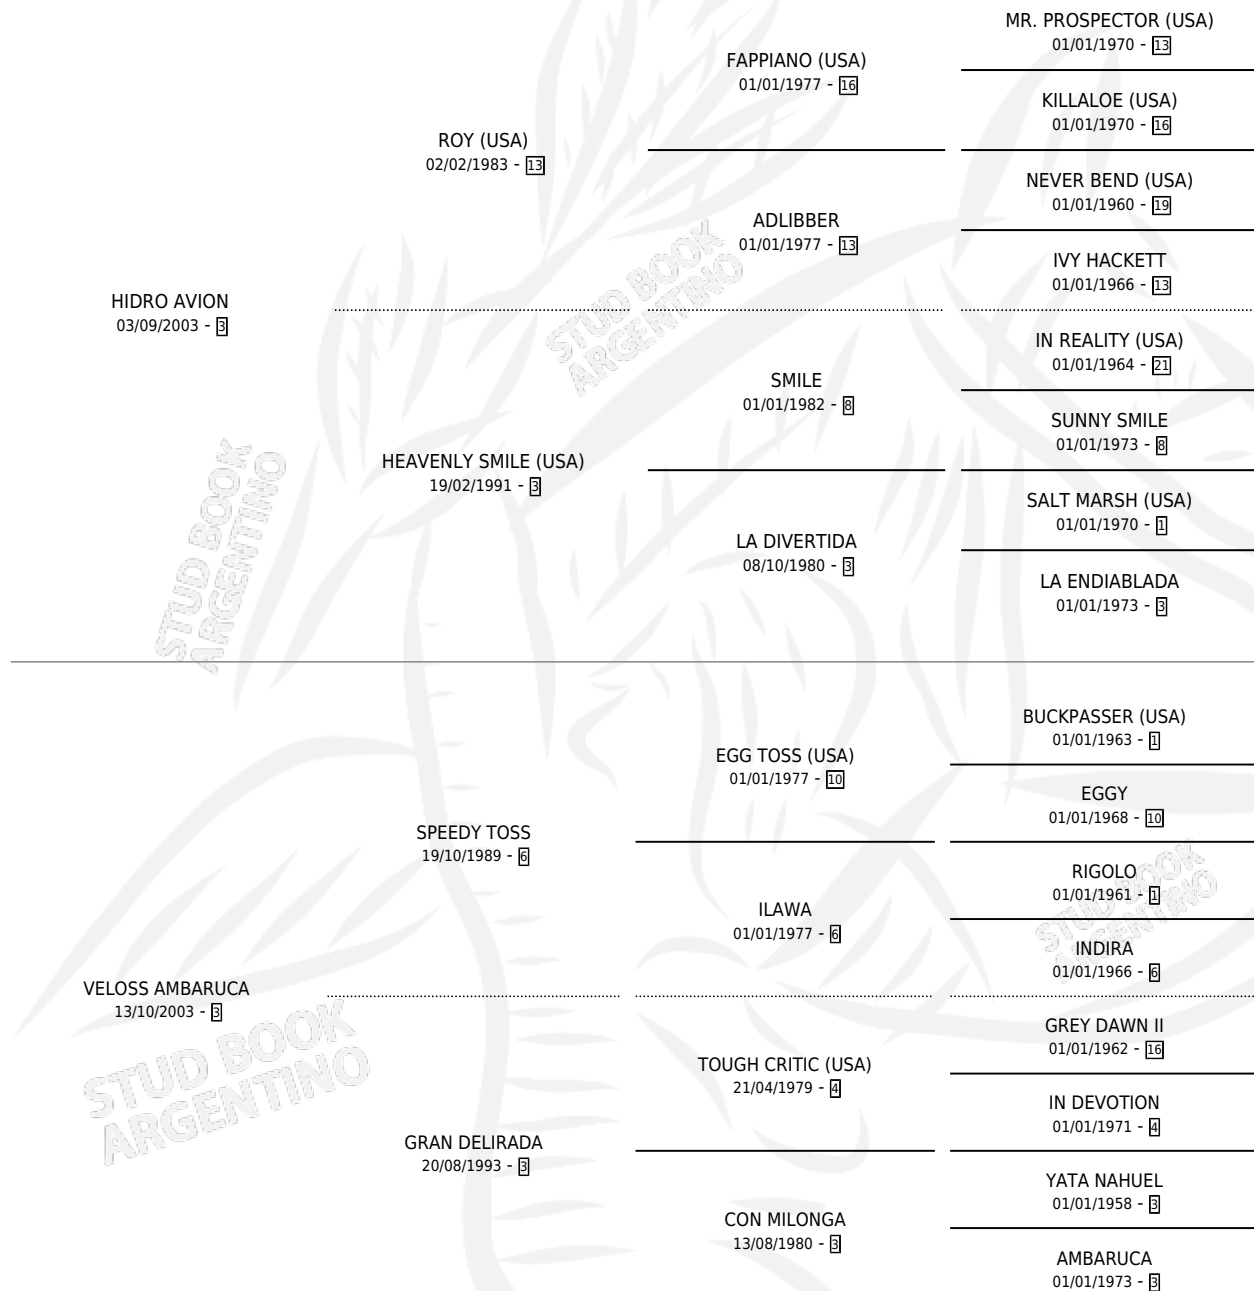 MR. PROSPECTOR (USA)
01/01/1970 - 13
FAPPIANO (USA)
01/01/1977 - 16
KILLALOE (USA)
01/01/1970 - 16
ROY (USA)
02/02/1983 - 13
NEVER BEND (USA)
01/01/1960 - 19
ADLIBBER
01/01/1977 - 13
IVY HACKETT
01/01/1966 - 13
HIDRO AVION
03/09/2003 - 3
IN REALITY (USA)
01/01/1964 - 21
SMILE
01/01/1982 - 8
SUNNY SMILE
01/01/1973 - 8
HEAVENLY SMILE (USA)
19/02/1991 - 3
SALT MARSH (USA)
01/01/1970 - 1
LA DIVERTIDA
08/10/1980 - 3
LA ENDIABLADA
01/01/1973 - 3
BUCKPASSER (USA)
01/01/1963 - 1
EGG TOSS (USA)
01/01/1977 - 10
EGGY
01/01/1968 - 10
SPEEDY TOSS
19/10/1989 - 6
RIGOLO
01/01/1961 - 1
ILAWA
01/01/1977 - 6
INDIRA
01/01/1966 - 6
VELOSS AMBARUCA
13/10/2003 - 3
GREY DAWN II
01/01/1962 - 16
TOUGH CRITIC (USA)
21/04/1979 - 4
IN DEVOTION
01/01/1971 - 4
GRAN DELIRADA
20/08/1993 - 3
YATA NAHUEL
01/01/1958 - 3
CON MILONGA
13/08/1980 - 3
AMBARUCA
01/01/1973 - 3
STUD BOOK
ARGENTINO
STUD BOOK
ARGENTINO
STUD BOOK
ARGENTINO
STUD BOOK
ARGENTINO